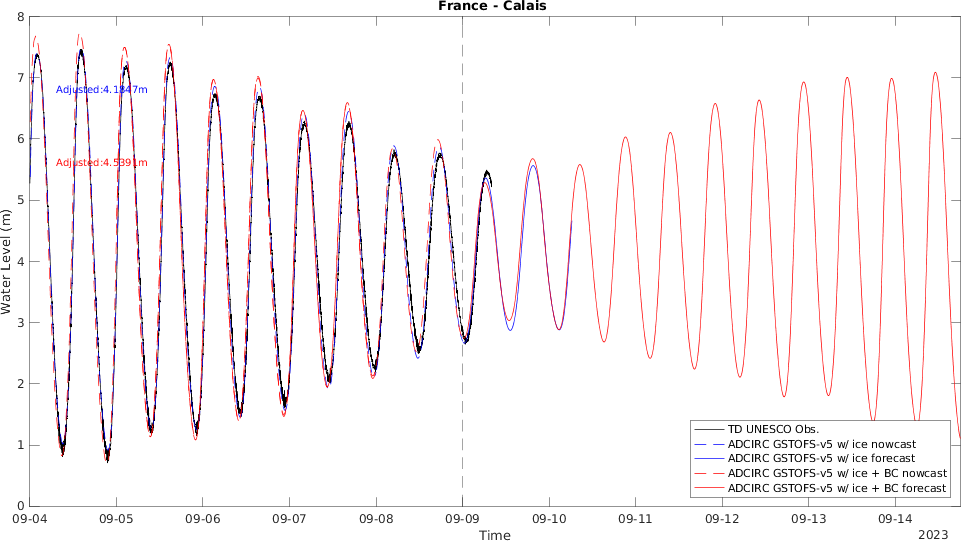 France - Calais
8
7
6
5
4
3
2
1
0
Water Level (m)
Adjusted:4.1847m
Adjusted:4.5391m
TD UNESCO Obs.
ADCIRC GSTOFS-v5 w/ ice nowcast
ADCIRC GSTOFS-v5 w/ ice forecast
ADCIRC GSTOFS-v5 w/ ice + BC nowcast
ADCIRC GSTOFS-v5 w/ ice + BC forecast
09-04 09-05 09-06 09-07 09-08 09-09 09-10 09-11 09-12 09-13 09-14
Time
2023